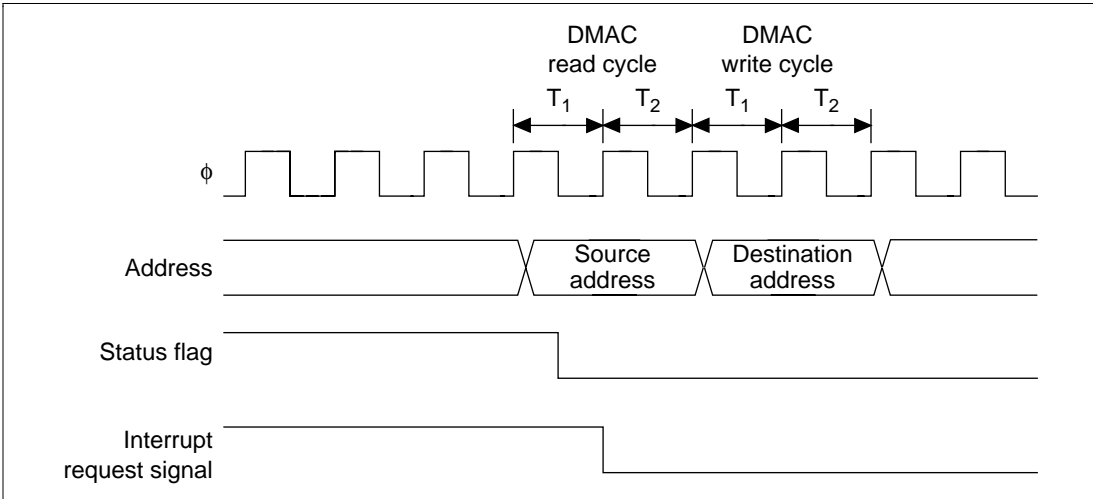 DMAC
read cycle
DMAC
write cycle
T1
T2
T1
T2
ϕ
Address
Source
address
Destination
address
Status flag
Interrupt
request signal